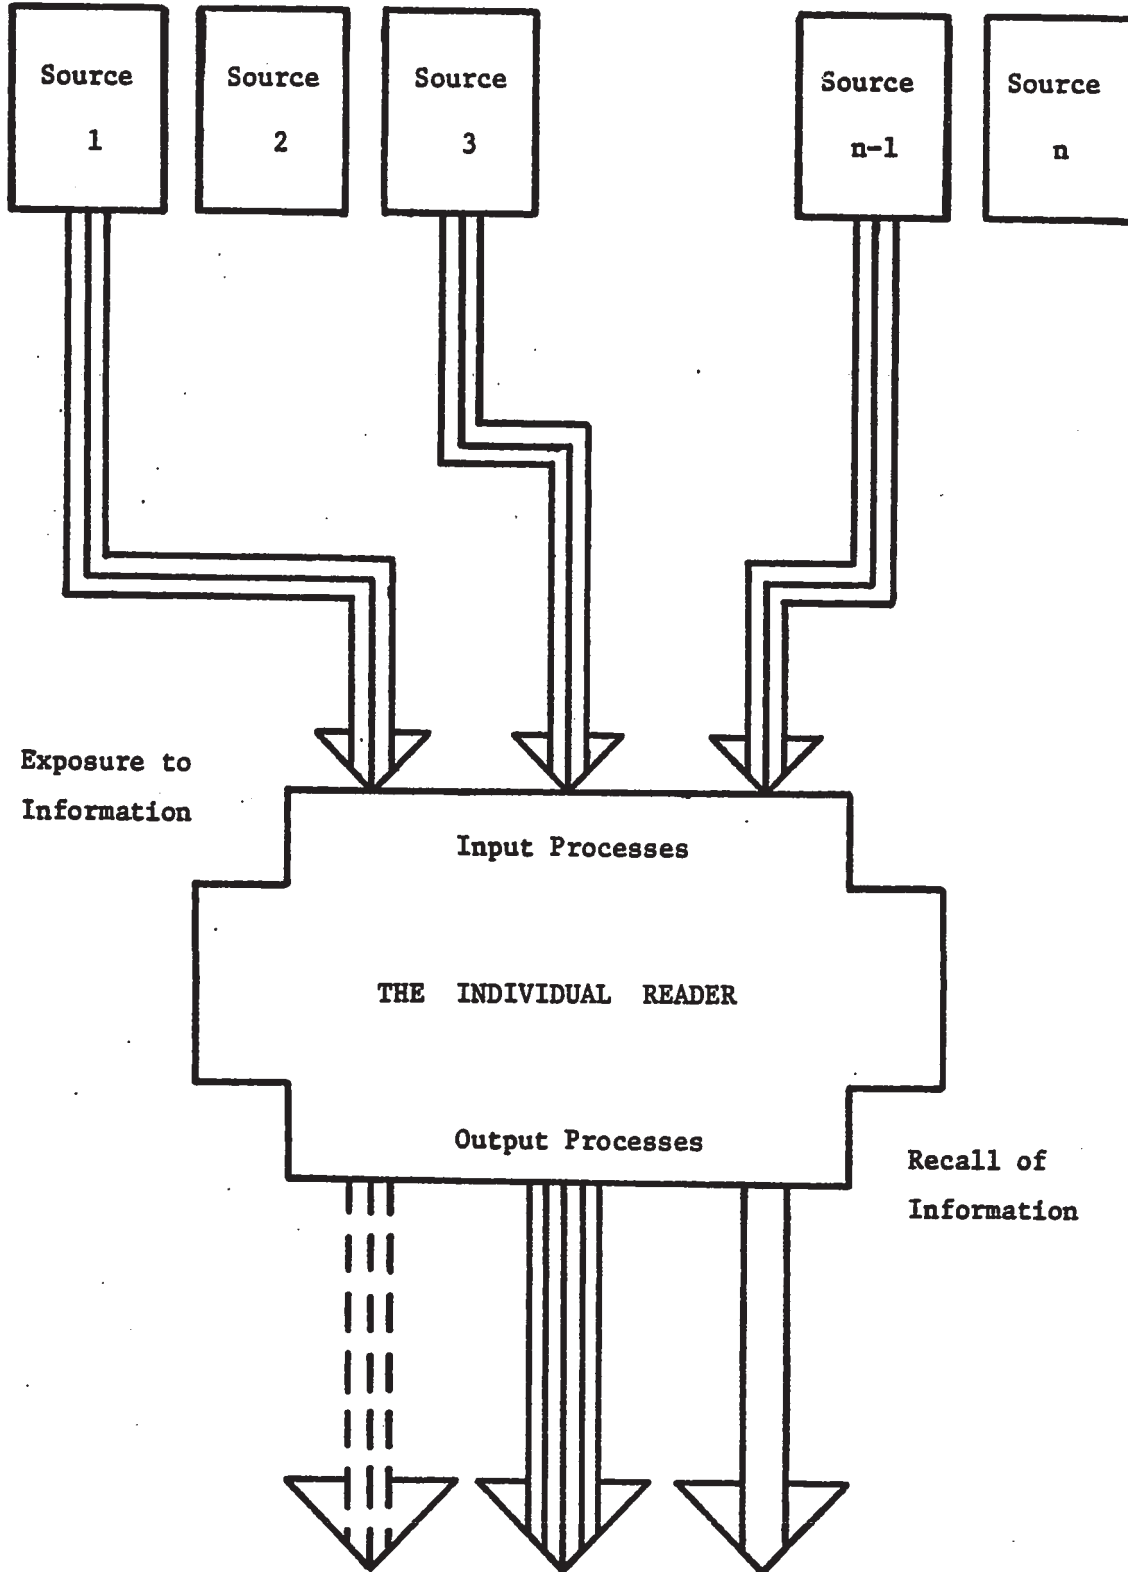 Source
1
Source
2
Source
3
Source
n-1
Source
n
Exposure to
Information
Input Processes
THE INDIVIDUAL READER
Output Processes
Recall of
Information